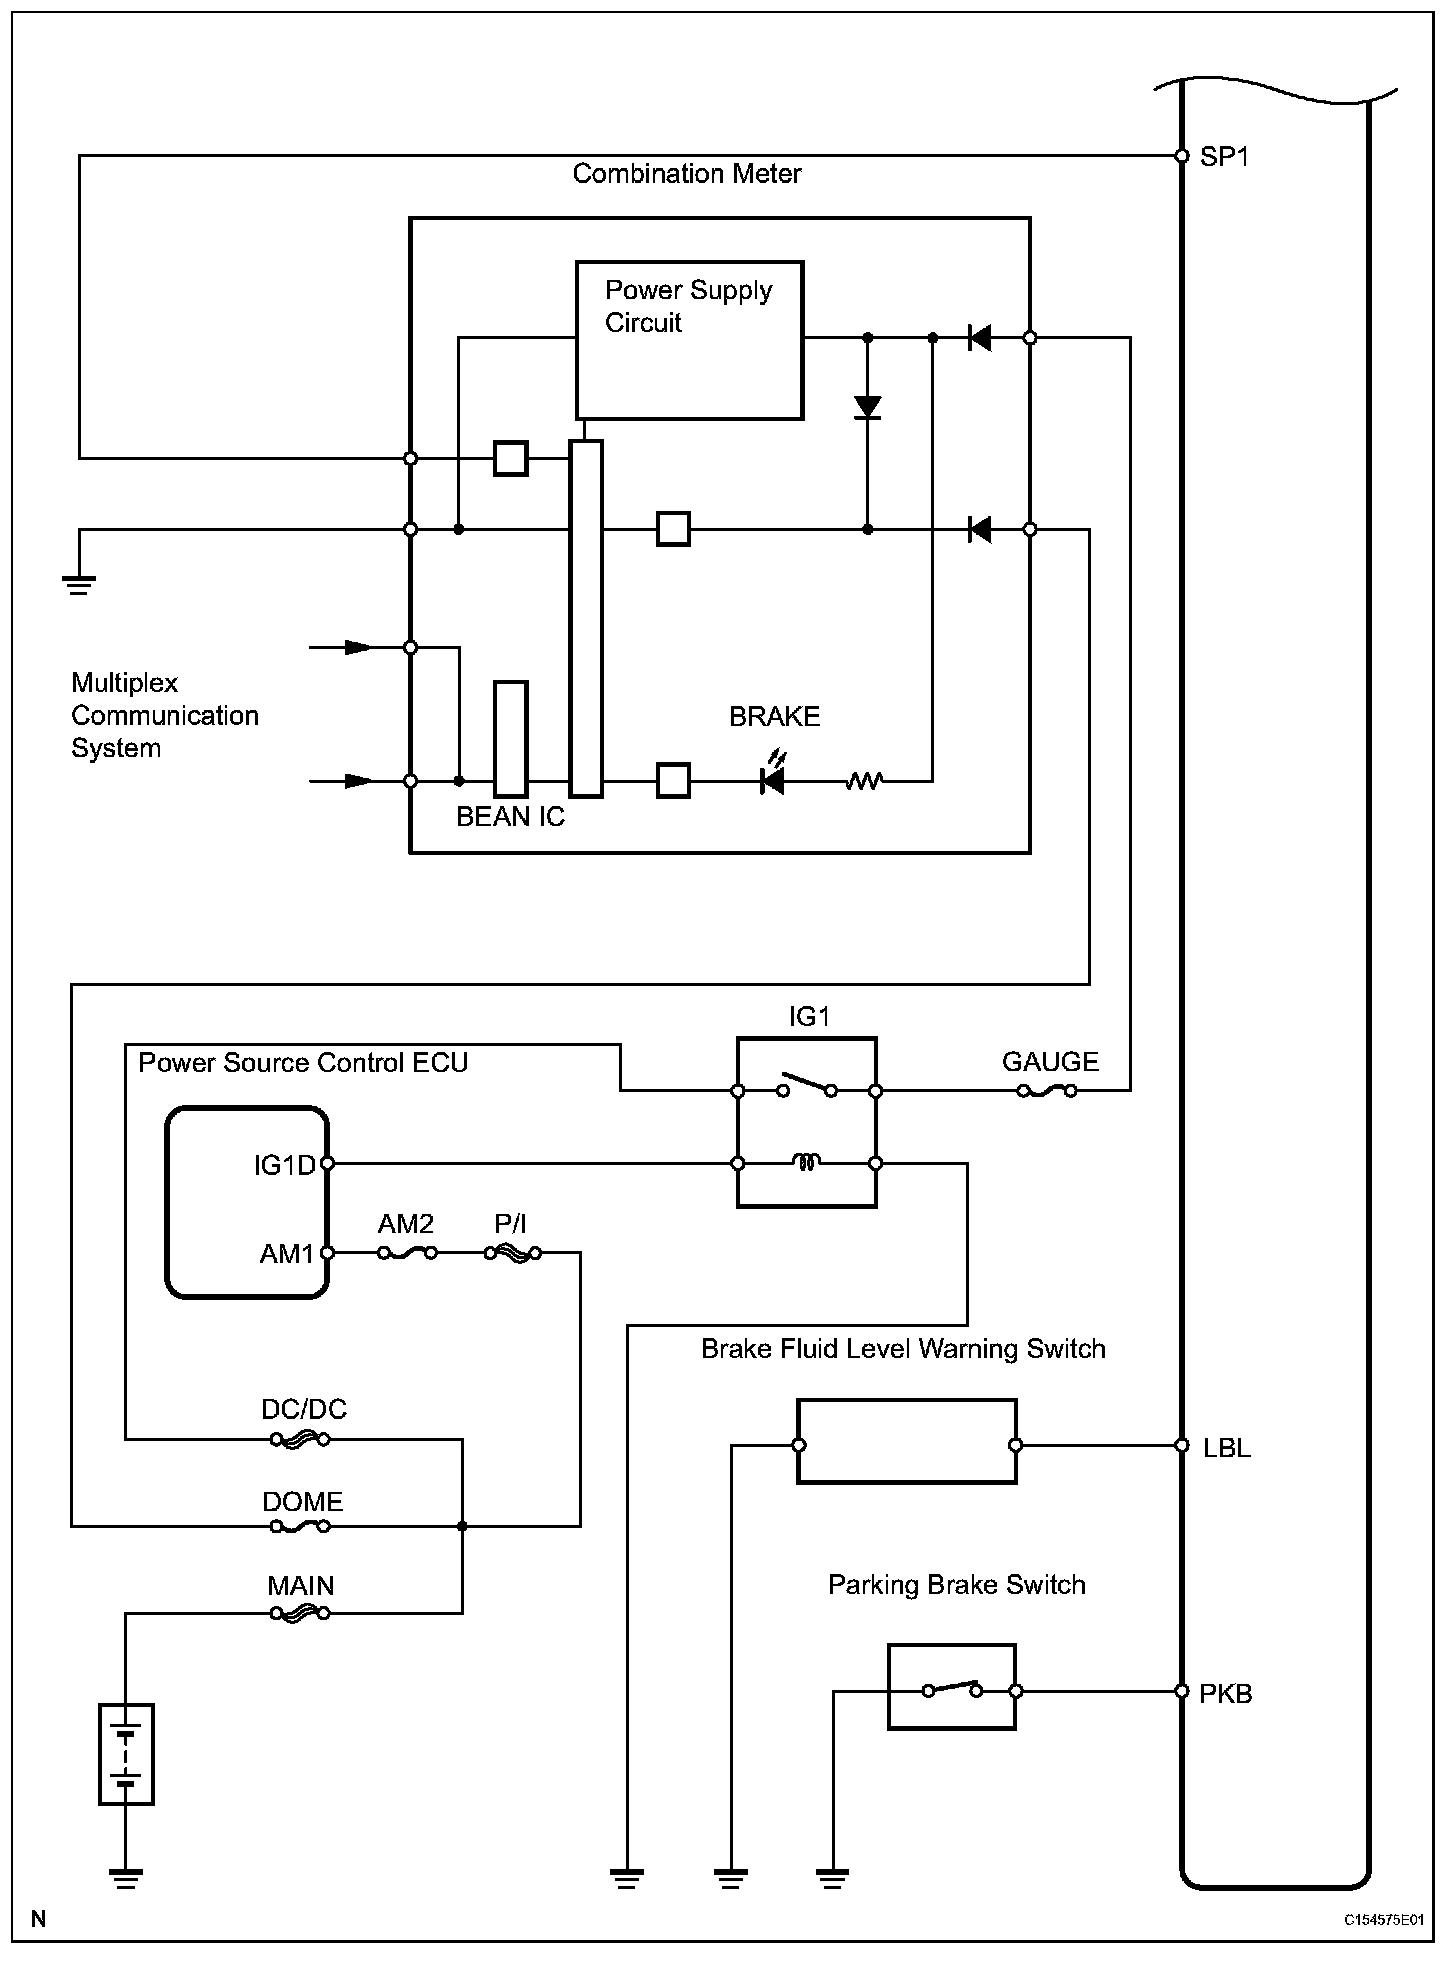 SP1
Combination Meter
Power Supply
Circuit
Multiplex
Communication
System
BRAKE
BEAN IC
IG1
Power Source Control ECU
GAUGE
IG1D
AM2
P/I
AM1
Brake Fluid Level Warning Switch
DC/DC
LBL
DOME
MAIN
Parking Brake Switch
PKB
N
C154575E01